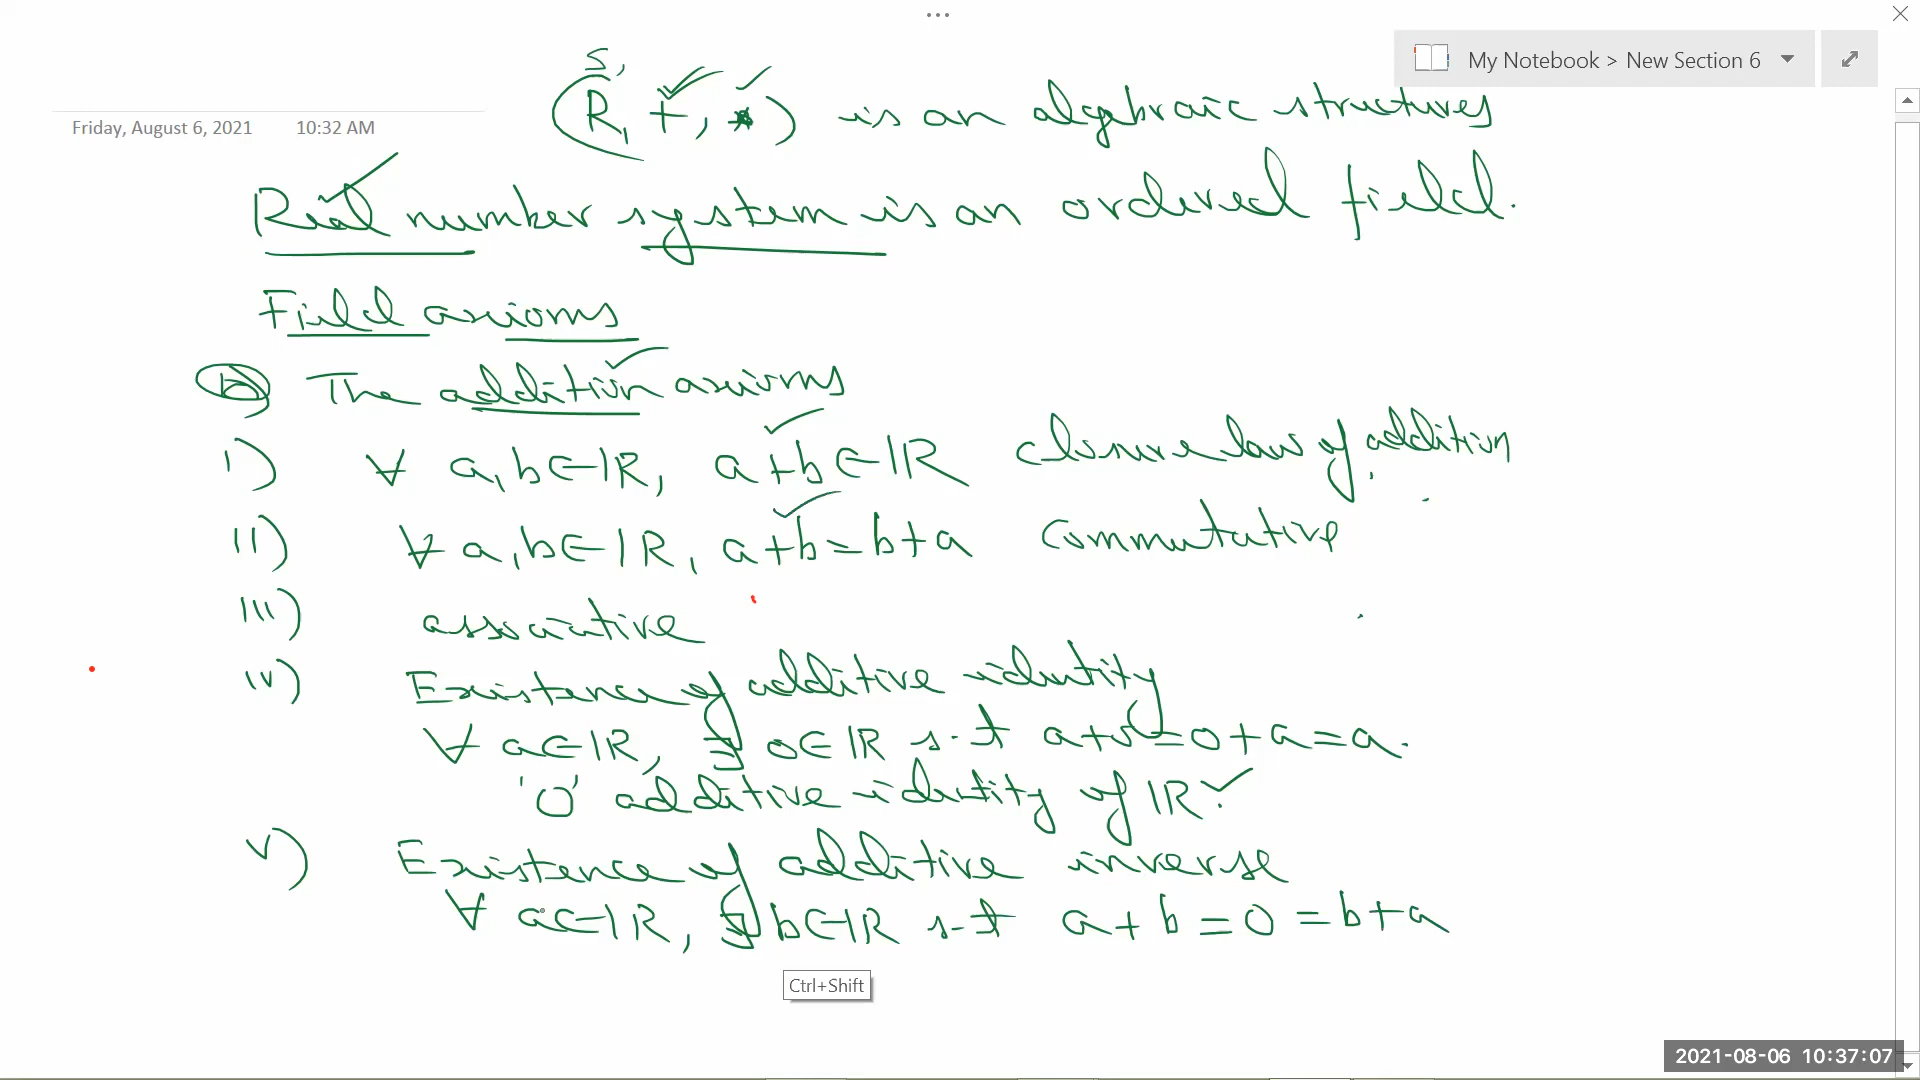 My Notebook > New Section 6
Friday, August 6, 2021 10:32 AM
S,
(R, +, *) is an algebraic structures
Real number system is an ordered field.
Field axioms
The addition axioms
i) ∀ a,b∈ℝ, a+b∈ℝ closure law of addition
ii) ∀ a,b∈ℝ, a+b=b+a commutative
iii) associative
iv) Existence of additive identity
∀ a∈ℝ, ∃ 0∈ℝ s.t a+0=0+a=a.
'0' additive identity of ℝ
v) Existence of additive inverse
∀ a∈ℝ, ∃ b∈ℝ s.t a+b=0=b+a
Ctrl+Shift
2021-08-06 10:37:07